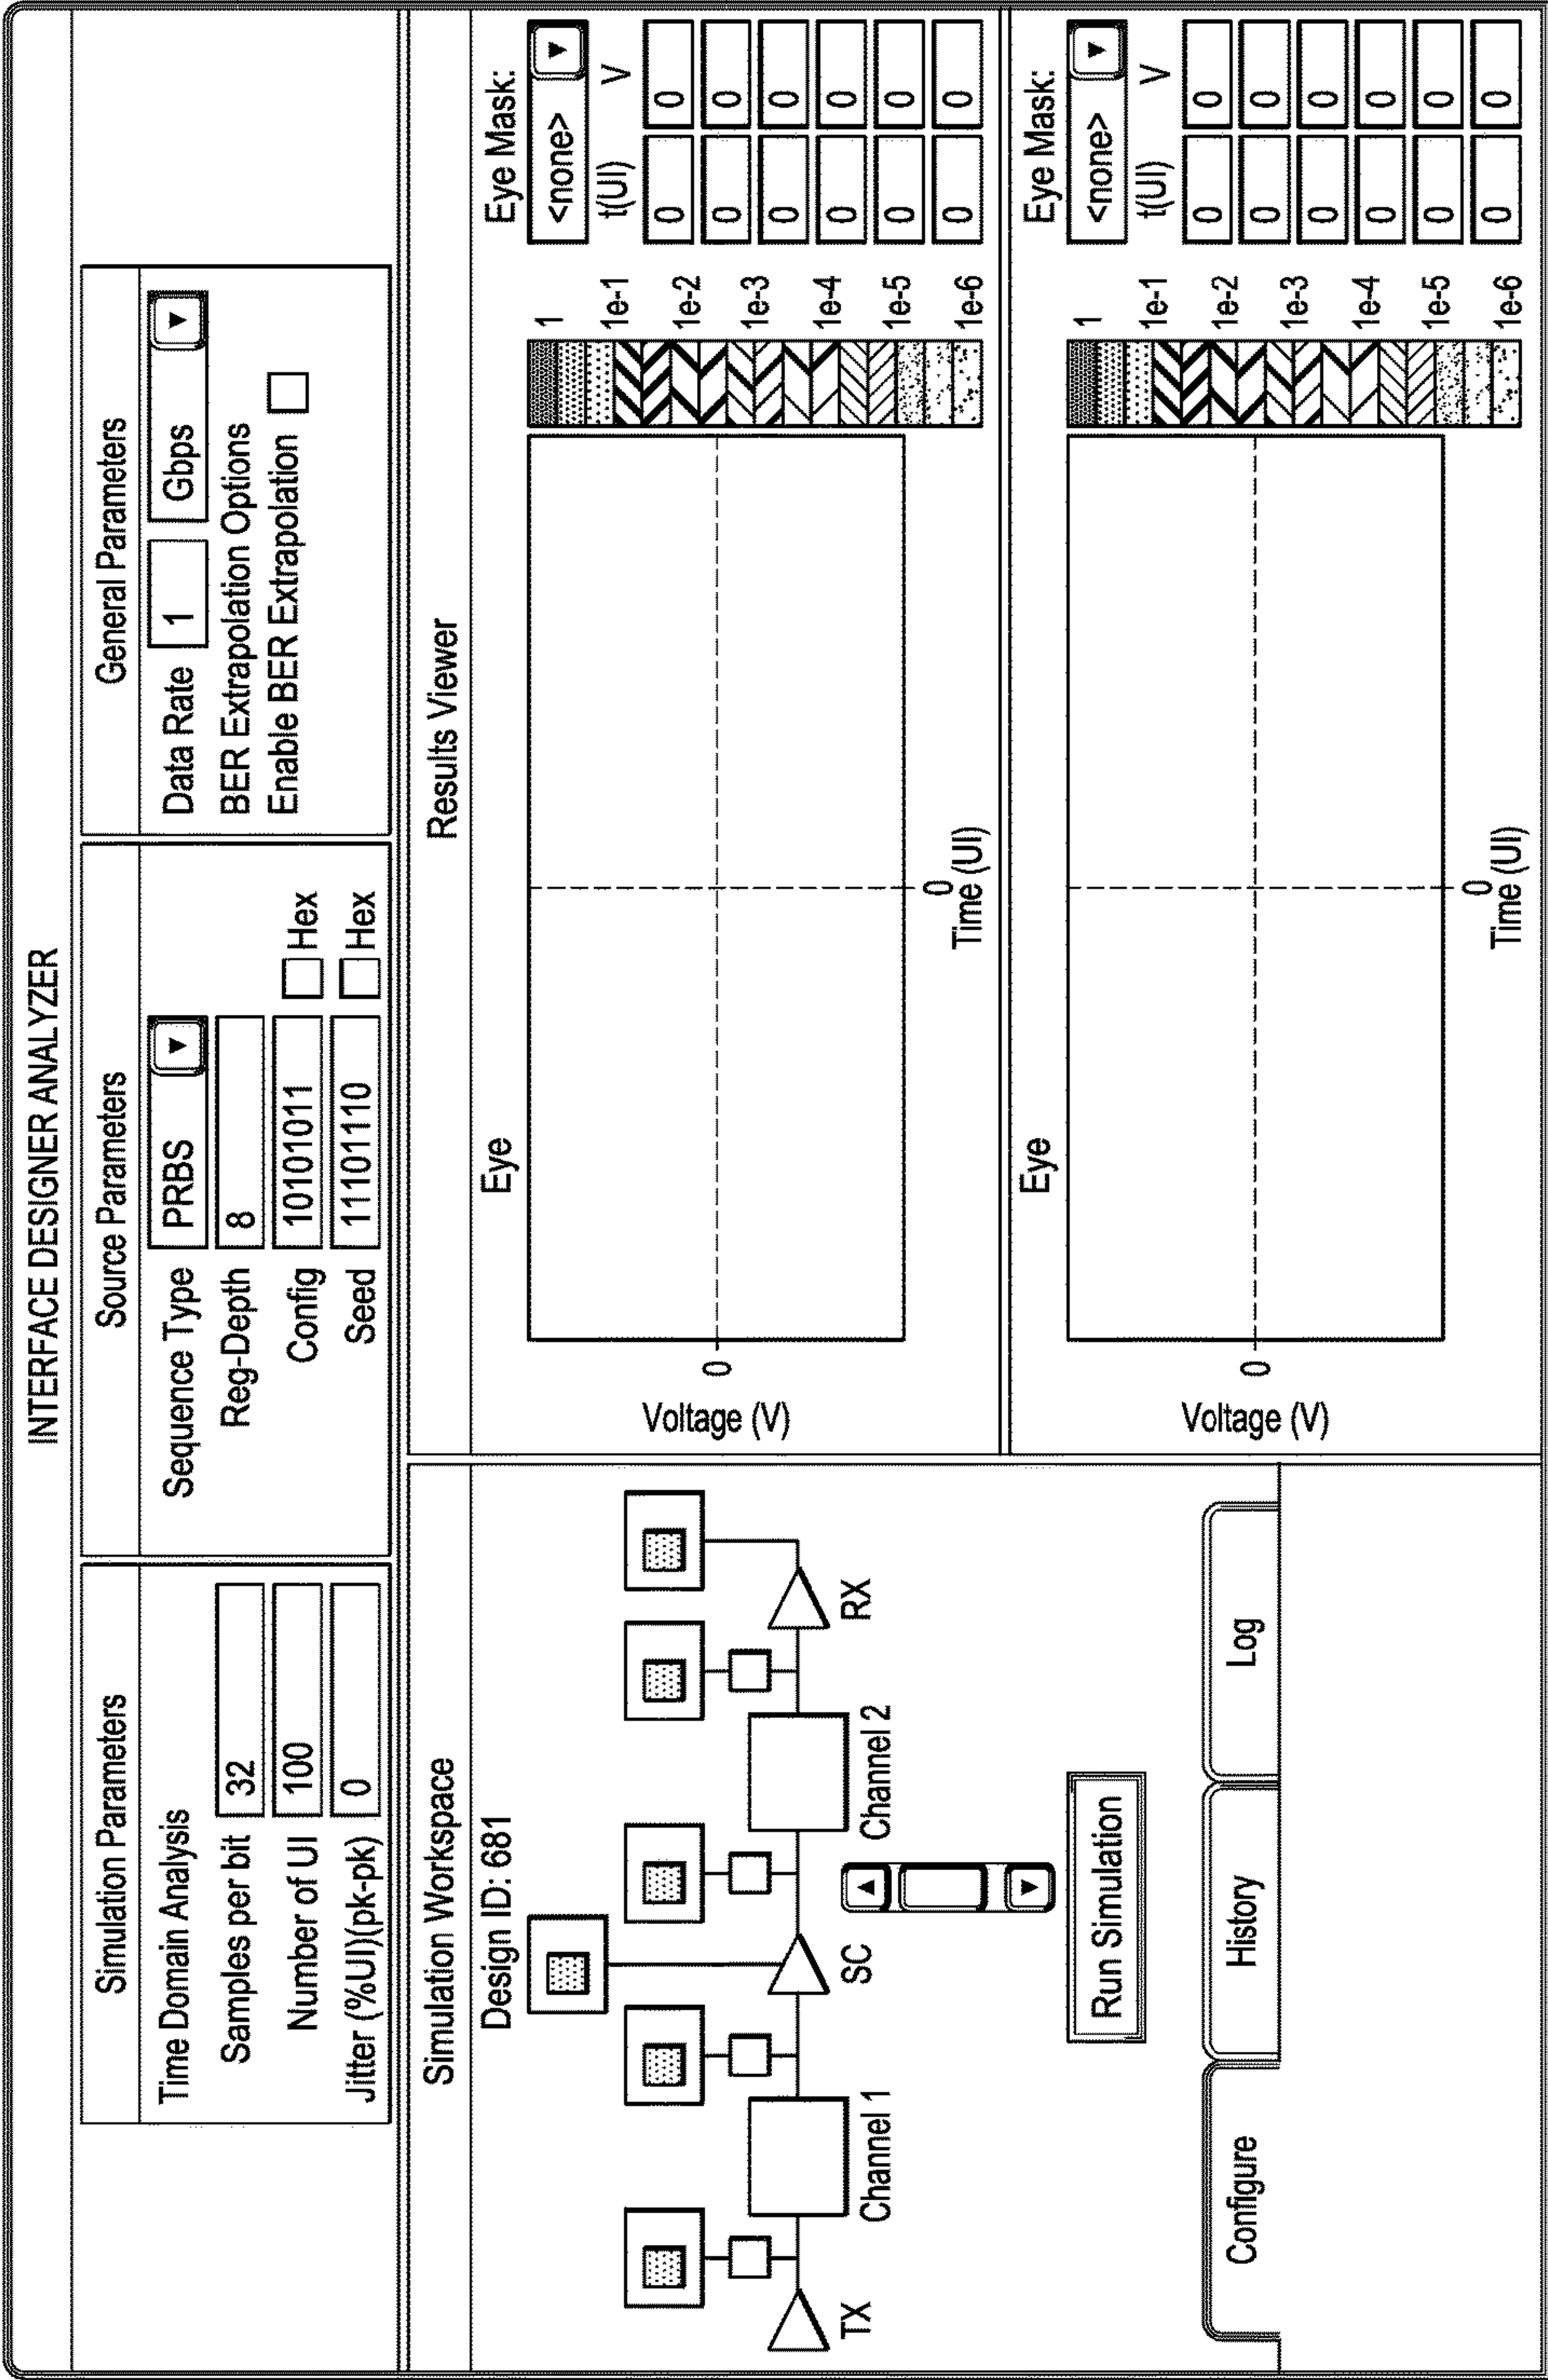 INTERFACE DESIGNER ANALYZER
Simulation Parameters
Time Domain Analysis
Samples per bit 32
Number of UI 100
Jitter (%UI)(pk-pk) 0
Source Parameters
Sequence Type PRBS
Reg-Depth 8
Config 10101011 Hex
Seed 11101110 Hex
General Parameters
Data Rate 1 Gbps
BER Extrapolation Options
Enable BER Extrapolation
Simulation Workspace
Design ID: 681
TX
Channel 1
SC
Channel 2
RX
Run Simulation
Configure
History
Log
Results Viewer
Eye
Voltage (V)
0
0
Time (UI)
1
1e-1
1e-2
1e-3
1e-4
1e-5
1e-6
Eye Mask:
<none>
t(UI) V
0 0
0 0
0 0
0 0
0 0
0 0
Eye
Voltage (V)
0
0
Time (UI)
1
1e-1
1e-2
1e-3
1e-4
1e-5
1e-6
Eye Mask:
<none>
t(UI) V
0 0
0 0
0 0
0 0
0 0
0 0